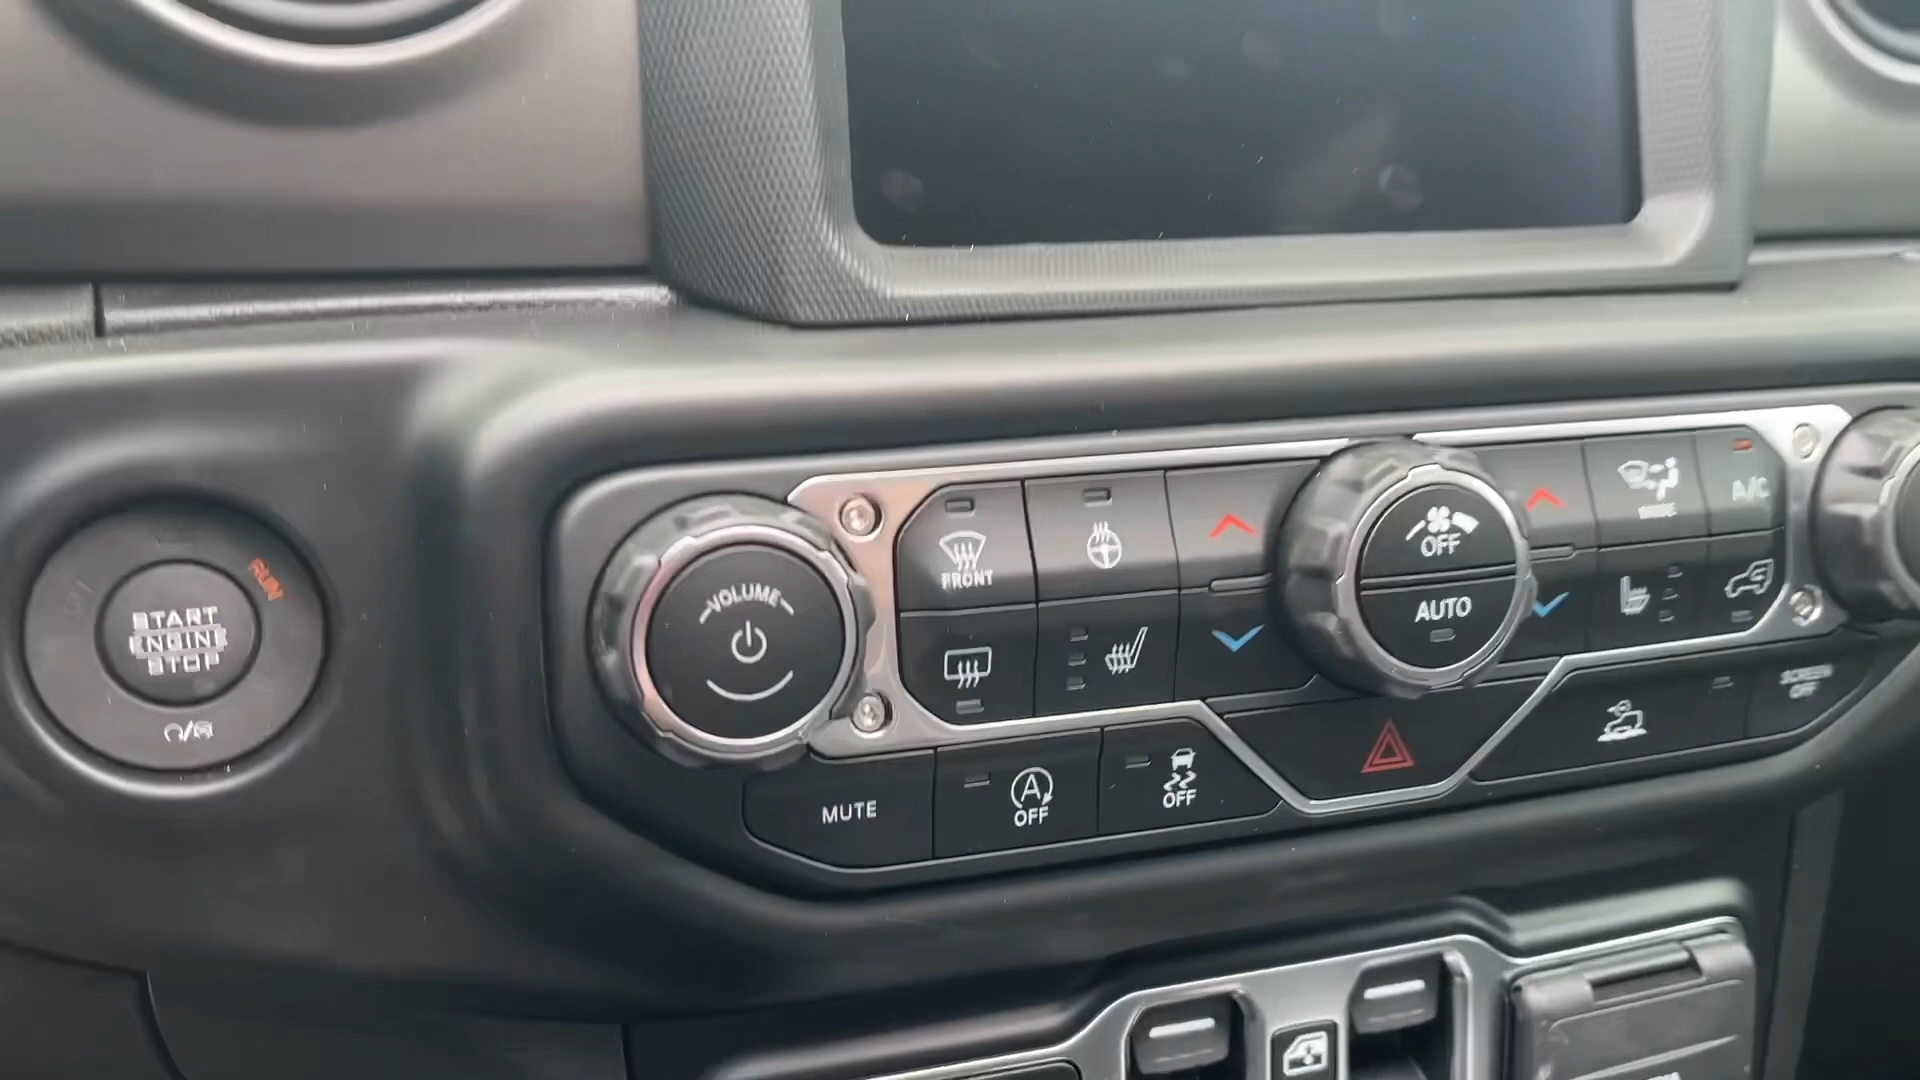 RUN
START
ENGINE
STOP
VOLUME
FRONT
OFF
AUTO
A/C
SCREEN
OFF
MUTE
A
OFF
OFF